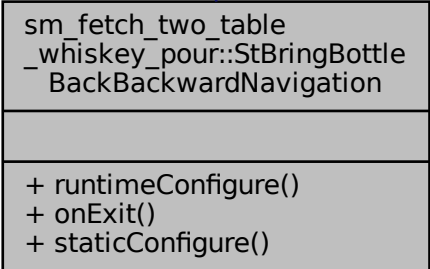 sm_fetch_two_table
_whiskey_pour::StBringBottle
BackBackwardNavigation
+ runtimeConfigure()
+ onExit()
+ staticConfigure()